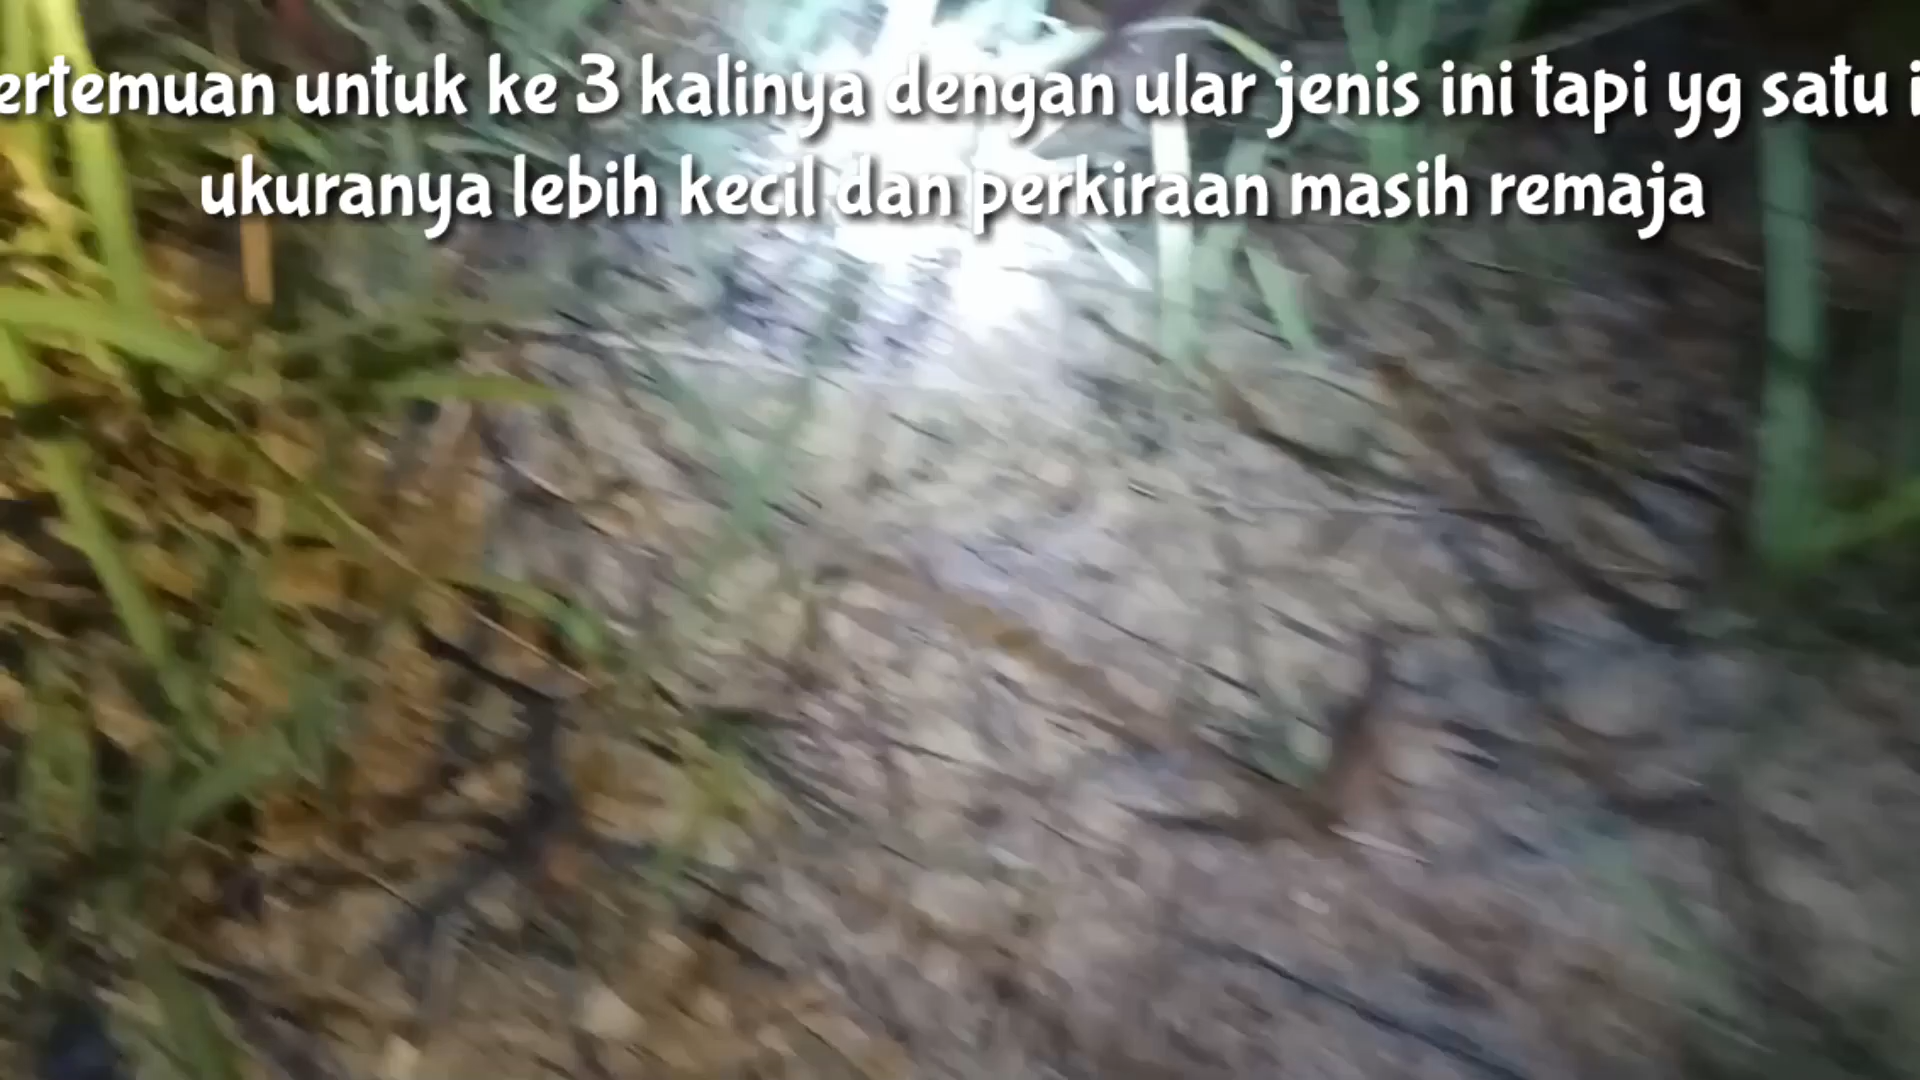 ertemuan untuk ke 3 kalinya dengan ular jenis ini tapi yg satu i
ukuranya lebih kecil dan perkiraan masih remaja